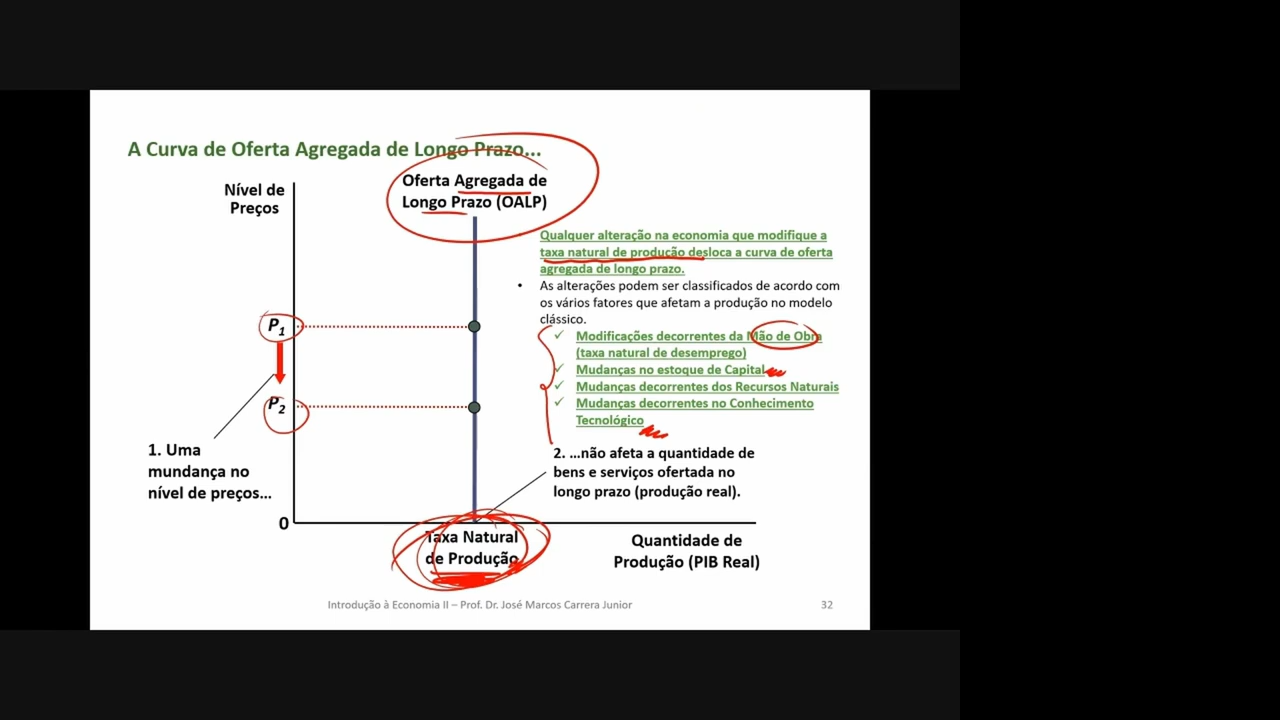 A Curva de Oferta Agregada de Longo Prazo...
Nível de
Preços
Oferta Agregada de
Longo Prazo (OALP)
Qualquer alteração na economia que modifique a
taxa natural de produção desloca a curva de oferta
agregada de longo prazo.
• As alterações podem ser classificados de acordo com
os vários fatores que afetam a produção no modelo
clássico.
✓ Modificações decorrentes da Mão de Obra
(taxa natural de desemprego)
✓ Mudanças no estoque de Capital
✓ Mudanças decorrentes dos Recursos Naturais
✓ Mudanças decorrentes no Conhecimento
Tecnológico
P1
P2
1. Uma
mundança no
nível de preços...
2. ...não afeta a quantidade de
bens e serviços ofertada no
longo prazo (produção real).
0
Taxa Natural
de Produção
Quantidade de
Produção (PIB Real)
Introdução à Economia II – Prof. Dr. José Marcos Carrera Junior
32